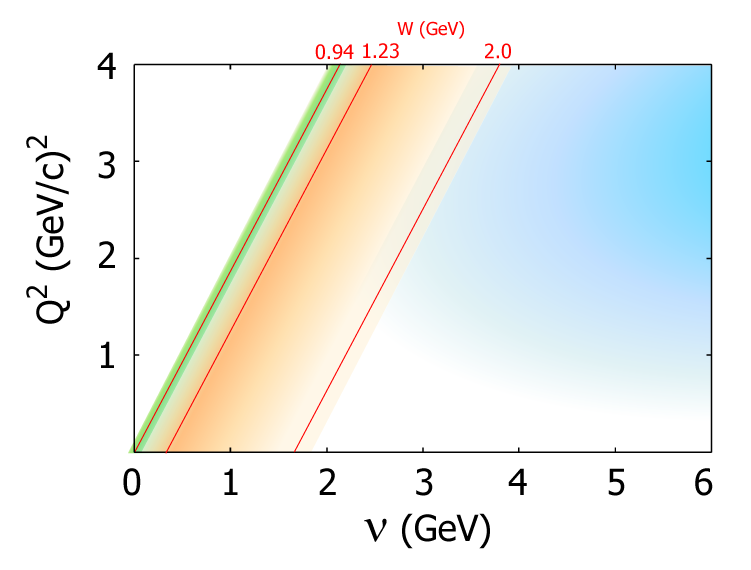 W (GeV)
0.94 1.23 2.0
4
3
2
1
Q² (GeV/c)²
0 1 2 3 4 5 6
ν (GeV)